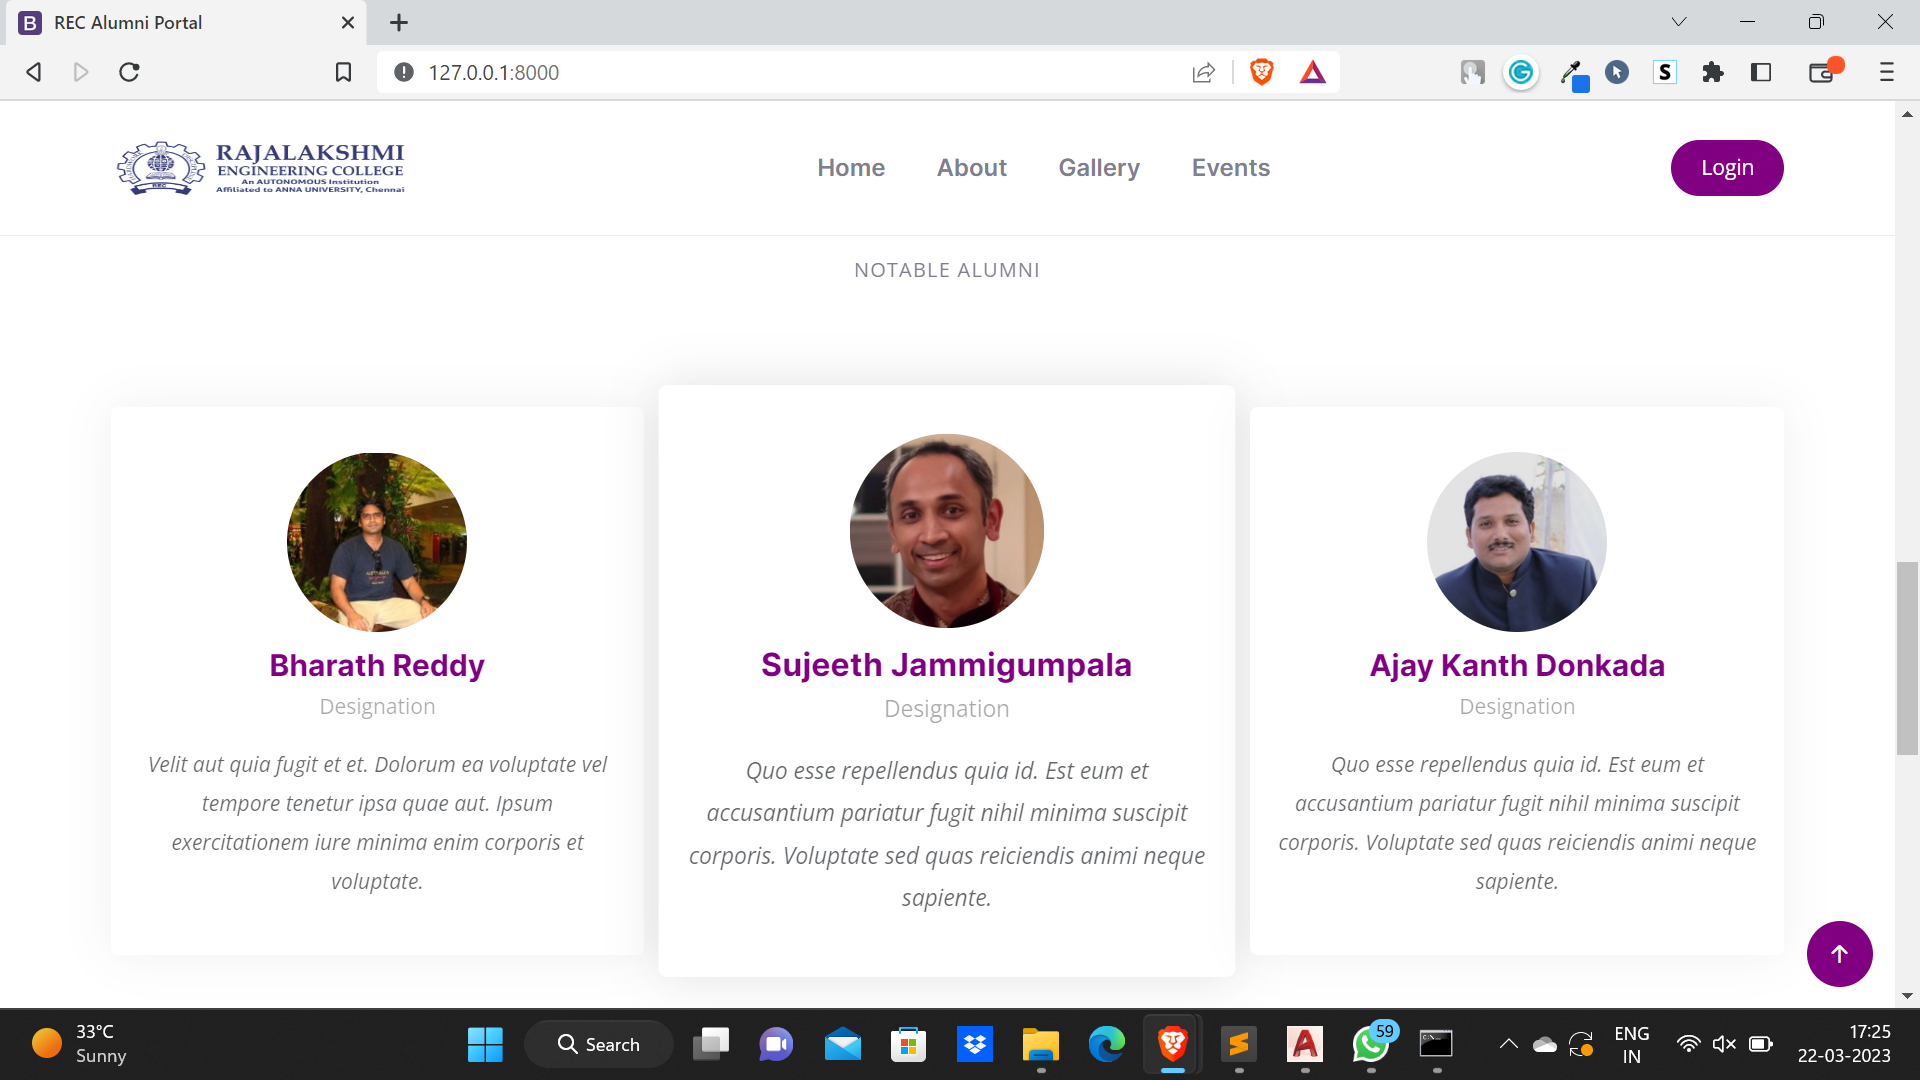 REC Alumni Portal
127.0.0.1:8000
RAJALAKSHMI
ENGINEERING COLLEGE
An AUTONOMOUS Institution
Affiliated to ANNA UNIVERSITY, Chennai
REC
Home About Gallery Events
Login
NOTABLE ALUMNI
Bharath Reddy
Designation
Velit aut quia fugit et et. Dolorum ea voluptate vel
tempore tenetur ipsa quae aut. Ipsum
exercitationem iure minima enim corporis et
voluptate.
Sujeeth Jammigumpala
Designation
Quo esse repellendus quia id. Est eum et
accusantium pariatur fugit nihil minima suscipit
corporis. Voluptate sed quas reiciendis animi neque
sapiente.
Ajay Kanth Donkada
Designation
Quo esse repellendus quia id. Est eum et
accusantium pariatur fugit nihil minima suscipit
corporis. Voluptate sed quas reiciendis animi neque
sapiente.
33°C
Sunny
Search
59
ENG
IN
17:25
22-03-2023